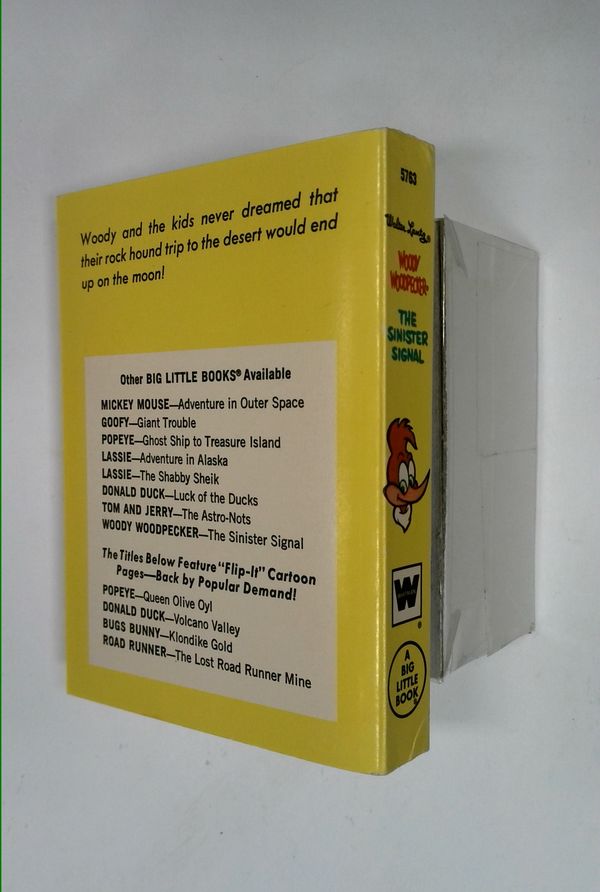 Woody and the kids never dreamed that
their rock hound trip to the desert would end
up on the moon!
Other BIG LITTLE BOOKS® Available
MICKEY MOUSE—Adventure in Outer Space
GOOFY—Giant Trouble
POPEYE—Ghost Ship to Treasure Island
LASSIE—Adventure in Alaska
LASSIE—The Shabby Sheik
DONALD DUCK—Luck of the Ducks
TOM AND JERRY—The Astro-Nots
WOODY WOODPECKER—The Sinister Signal
The Titles Below Feature "Flip-It" Cartoon
Pages—Back by Popular Demand!
POPEYE—Queen Olive Oyl
DONALD DUCK—Volcano Valley
BUGS BUNNY—Klondike Gold
ROAD RUNNER—The Lost Road Runner Mine
5763
Walter Lantz®
WOODY
WOODPECKER®
THE
SINISTER
SIGNAL
W
®
A
BIG
LITTLE
BOOK®